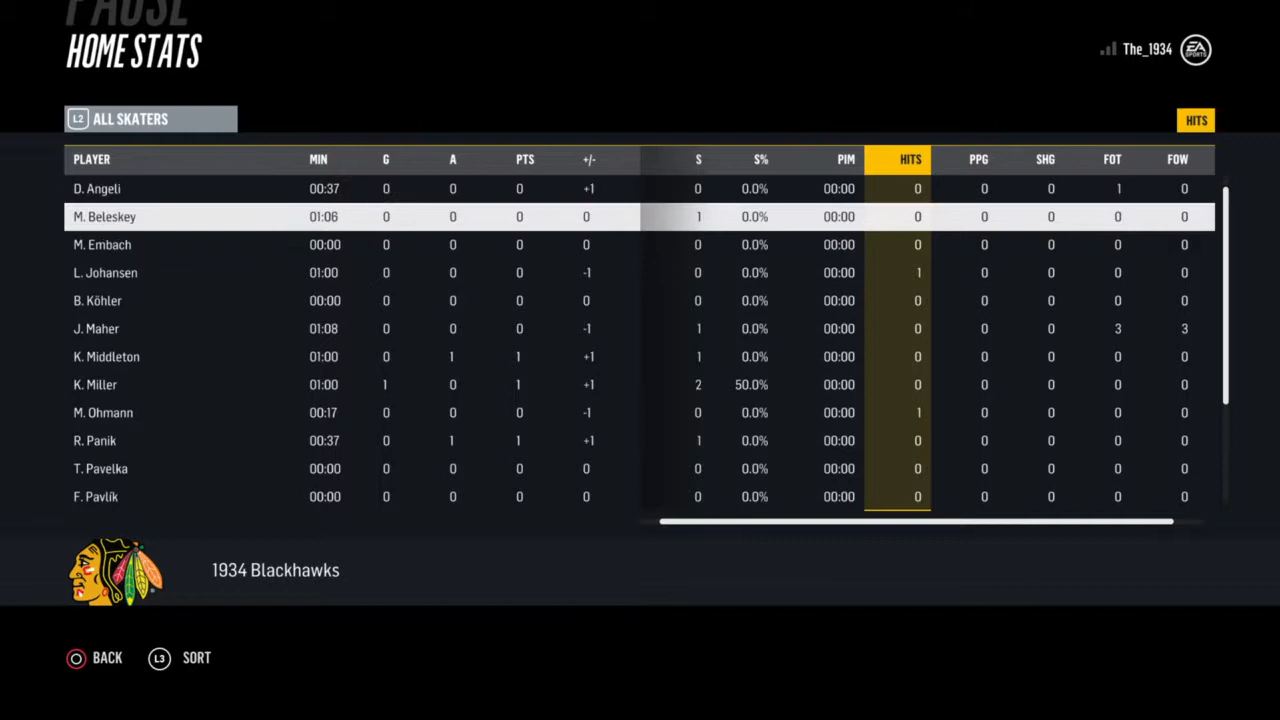 PAUSE
HOME STATS
The_1934
EA SPORTS
L2 ALL SKATERS
HITS
PLAYER MIN G A PTS +/- S S% PIM HITS PPG SHG FOT FOW
D. Angeli 00:37 0 0 0 +1 0 0.0% 00:00 0 0 0 1 0
M. Beleskey 01:06 0 0 0 0 1 0.0% 00:00 0 0 0 0 0
M. Embach 00:00 0 0 0 0 0 0.0% 00:00 0 0 0 0 0
L. Johansen 01:00 0 0 0 -1 0 0.0% 00:00 1 0 0 0 0
B. Köhler 00:00 0 0 0 0 0 0.0% 00:00 0 0 0 0 0
J. Maher 01:08 0 0 0 -1 1 0.0% 00:00 0 0 0 3 3
K. Middleton 01:00 0 1 1 +1 1 0.0% 00:00 0 0 0 0 0
K. Miller 01:00 1 0 1 +1 2 50.0% 00:00 0 0 0 0 0
M. Ohmann 00:17 0 0 0 -1 0 0.0% 00:00 1 0 0 0 0
R. Panik 00:37 0 1 1 +1 1 0.0% 00:00 0 0 0 0 0
T. Pavelka 00:00 0 0 0 0 0 0.0% 00:00 0 0 0 0 0
F. Pavlík 00:00 0 0 0 0 0 0.0% 00:00 0 0 0 0 0
1934 Blackhawks
BACK L3 SORT